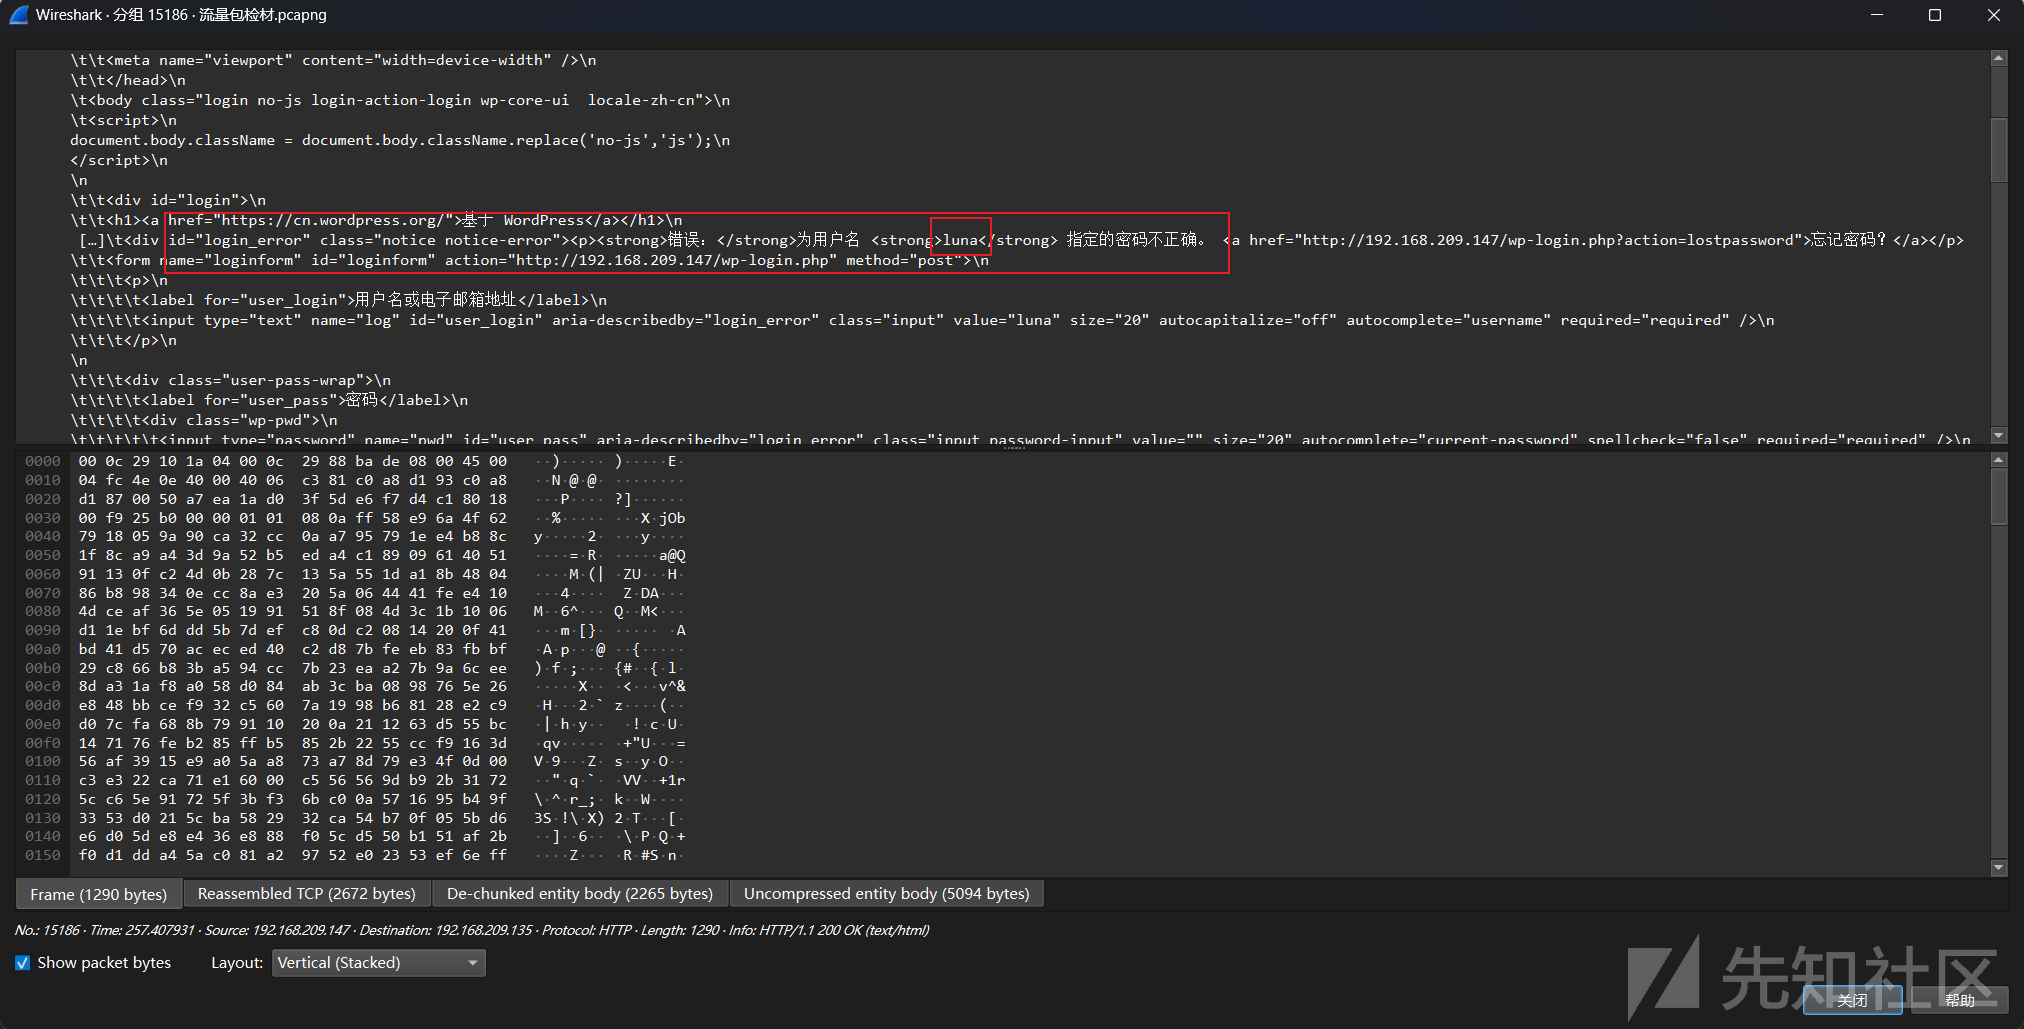 Wireshark · 分组 15186 · 流量包检材.pcapng
\t\t<meta name="viewport" content="width=device-width" />\n
\t\t</head>\n
\t<body class="login no-js login-action-login wp-core-ui  locale-zh-cn">\n
\t<script>\n
document.body.className = document.body.className.replace('no-js','js');\n
</script>\n
\n
\t\t<div id="login">\n
\t\t<h1><a href="https://cn.wordpress.org/">基于 WordPress</a></h1>\n
[…]\t<div id="login_error" class="notice notice-error"><p><strong>错误：</strong>为用户名 <strong>luna</strong> 指定的密码不正确。 <a href="http://192.168.209.147/wp-login.php?action=lostpassword">忘记密码？</a></p>
\t\t<form name="loginform" id="loginform" action="http://192.168.209.147/wp-login.php" method="post">\n
\t\t\t<p>\n
\t\t\t\t<label for="user_login">用户名或电子邮箱地址</label>\n
\t\t\t\t<input type="text" name="log" id="user_login" aria-describedby="login_error" class="input" value="luna" size="20" autocapitalize="off" autocomplete="username" required="required" />\n
\t\t\t</p>\n
\n
\t\t\t<div class="user-pass-wrap">\n
\t\t\t\t<label for="user_pass">密码</label>\n
\t\t\t\t<div class="wp-pwd">\n
\t\t\t\t\t<input type="password" name="pwd" id="user_pass" aria-describedby="login_error" class="input password-input" value="" size="20" autocomplete="current-password" spellcheck="false" required="required" />\n
0000 00 0c 29 10 1a 04 00 0c 29 88 ba de 08 00 45 00 ··)····· )·····E·
0010 04 fc 4e 0e 40 00 40 06 c3 81 c0 a8 d1 93 c0 a8 ··N·@·@· ········
0020 d1 87 00 50 a7 ea 1a d0 3f 5d e6 f7 d4 c1 80 18 ···P···· ?]······
0030 00 f9 25 b0 00 00 01 01 08 0a ff 58 e9 6a 4f 62 ··%····· ···X·jOb
0040 79 18 05 9a 90 ca 32 cc 0a a7 95 79 1e e4 b8 8c y·····2· ···y····
0050 1f 8c a9 a4 3d 9a 52 b5 ed a4 c1 89 09 61 40 51 ····=·R· ·····a@Q
0060 91 13 0f c2 4d 0b 28 7c 13 5a 55 1d a1 8b 48 04 ····M·(| ·ZU···H·
0070 86 b8 98 34 0e cc 8a e3 20 5a 06 44 41 fe e4 10 ···4···· Z·DA···
0080 4d ce af 36 5e 05 19 91 51 8f 08 4d 3c 1b 10 06 M··6^··· Q··M<···
0090 d1 1e bf 6d dd 5b 7d ef c8 0d c2 08 14 20 0f 41 ···m·[}· ····· ·A
00a0 bd 41 d5 70 ac ec ed 40 c2 d8 7b fe eb 83 fb bf ·A·p···@ ··{·····
00b0 29 c8 66 b8 3b a5 94 cc 7b 23 ea a2 7b 9a 6c ee )·f·;··· {#··{·l·
00c0 8d a3 1a f8 a0 58 d0 84 ab 3c ba 08 98 76 5e 26 ·····X·· ·<···v^&
00d0 e8 48 bb ce f9 32 c5 60 7a 19 98 b6 81 28 e2 c9 ·H···2·` z····(··
00e0 d0 7c fa 68 8b 79 91 10 20 0a 21 12 63 d5 55 bc ·|·h·y·· ·!·c·U·
00f0 14 71 76 fe b2 85 ff b5 85 2b 22 55 cc f9 16 3d ·qv····· ·+"U···=
0100 56 af 39 15 e9 a0 5a a8 73 a7 8d 79 e3 4f 0d 00 V·9···Z· s··y·O··
0110 c3 e3 22 ca 71 e1 60 00 c5 56 56 9d b9 2b 31 72 ··"·q·`· ·VV··+1r
0120 5c c6 5e 91 72 5f 3b f3 6b c0 0a 57 16 95 b4 9f \·^·r_;· k··W····
0130 33 53 d0 21 5c ba 58 29 32 ca 54 b7 0f 05 5b d6 3S·!\·X) 2·T···[·
0140 e6 d0 5d e8 e4 36 e8 88 f0 5c d5 50 b1 51 af 2b ··]··6·· ·\·P·Q·+
0150 f0 d1 dd a4 5a c0 81 a2 97 52 e0 23 53 ef 6e ff ····Z··· ·R·#S·n·
Frame (1290 bytes) Reassembled TCP (2672 bytes) De-chunked entity body (2265 bytes) Uncompressed entity body (5094 bytes)
No.: 15186 · Time: 257.407931 · Source: 192.168.209.147 · Destination: 192.168.209.135 · Protocol: HTTP · Length: 1290 · Info: HTTP/1.1 200 OK (text/html)
Show packet bytes Layout: Vertical (Stacked)
先知社区
关闭 帮助